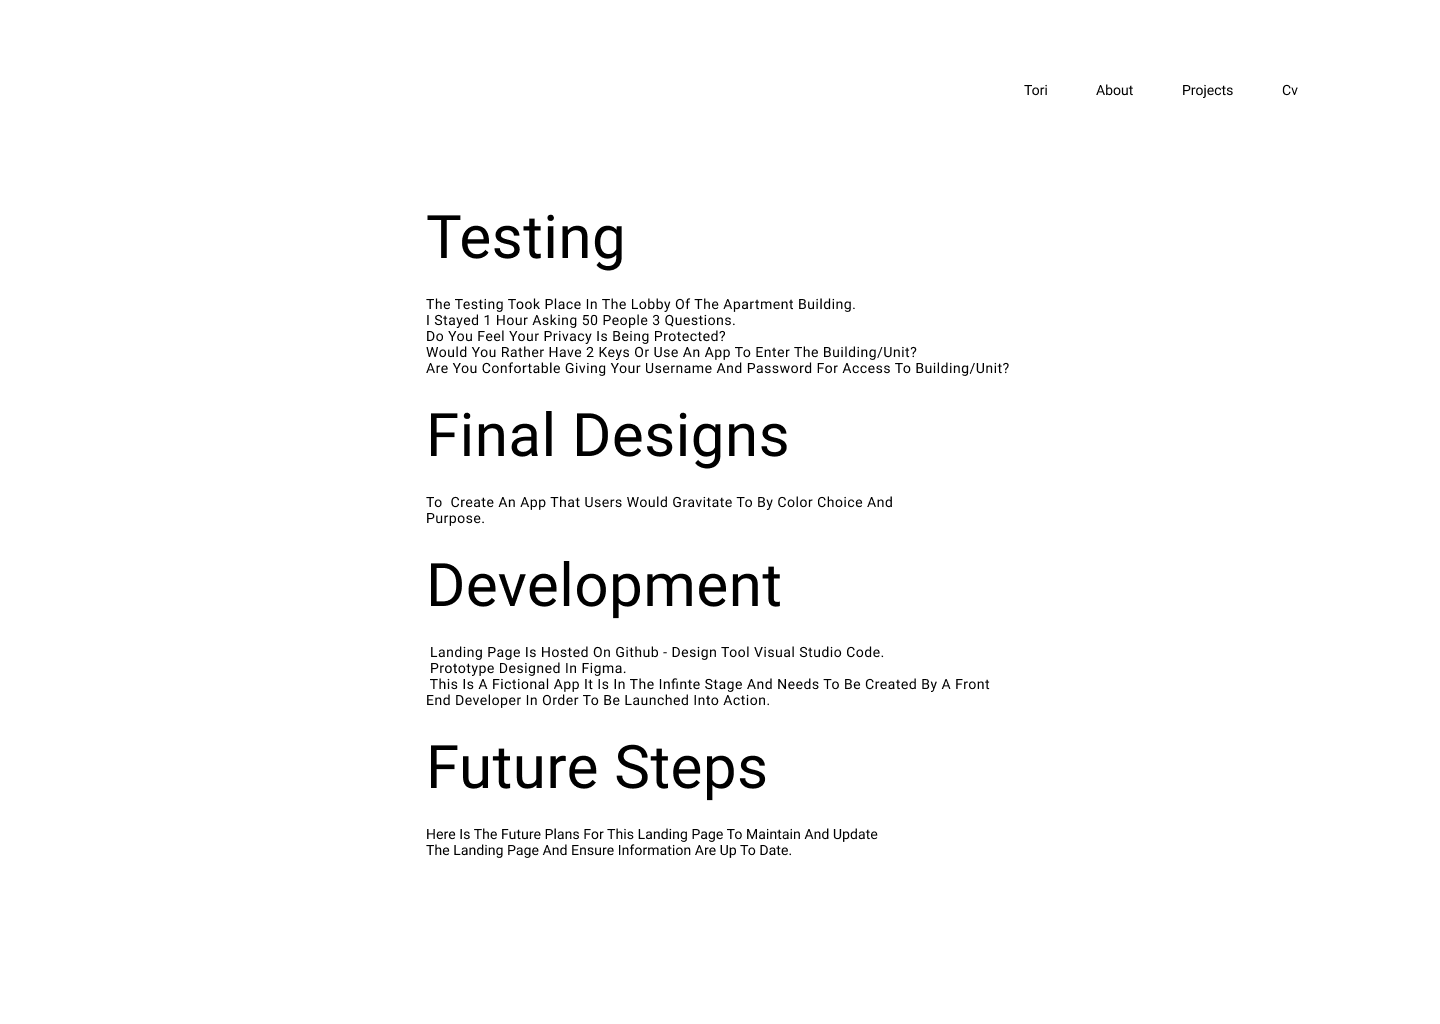 Tori About Projects Cv
Testing
The Testing Took Place In The Lobby Of The Apartment Building.
I Stayed 1 Hour Asking 50 People 3 Questions.
Do You Feel Your Privacy Is Being Protected?
Would You Rather Have 2 Keys Or Use An App To Enter The Building/Unit?
Are You Confortable Giving Your Username And Password For Access To Building/Unit?
Final Designs
To  Create An App That Users Would Gravitate To By Color Choice And
Purpose.
Development
Landing Page Is Hosted On Github - Design Tool Visual Studio Code.
Prototype Designed In Figma.
This Is A Fictional App It Is In The Infinte Stage And Needs To Be Created By A Front
End Developer In Order To Be Launched Into Action.
Future Steps
Here Is The Future Plans For This Landing Page To Maintain And Update
The Landing Page And Ensure Information Are Up To Date.